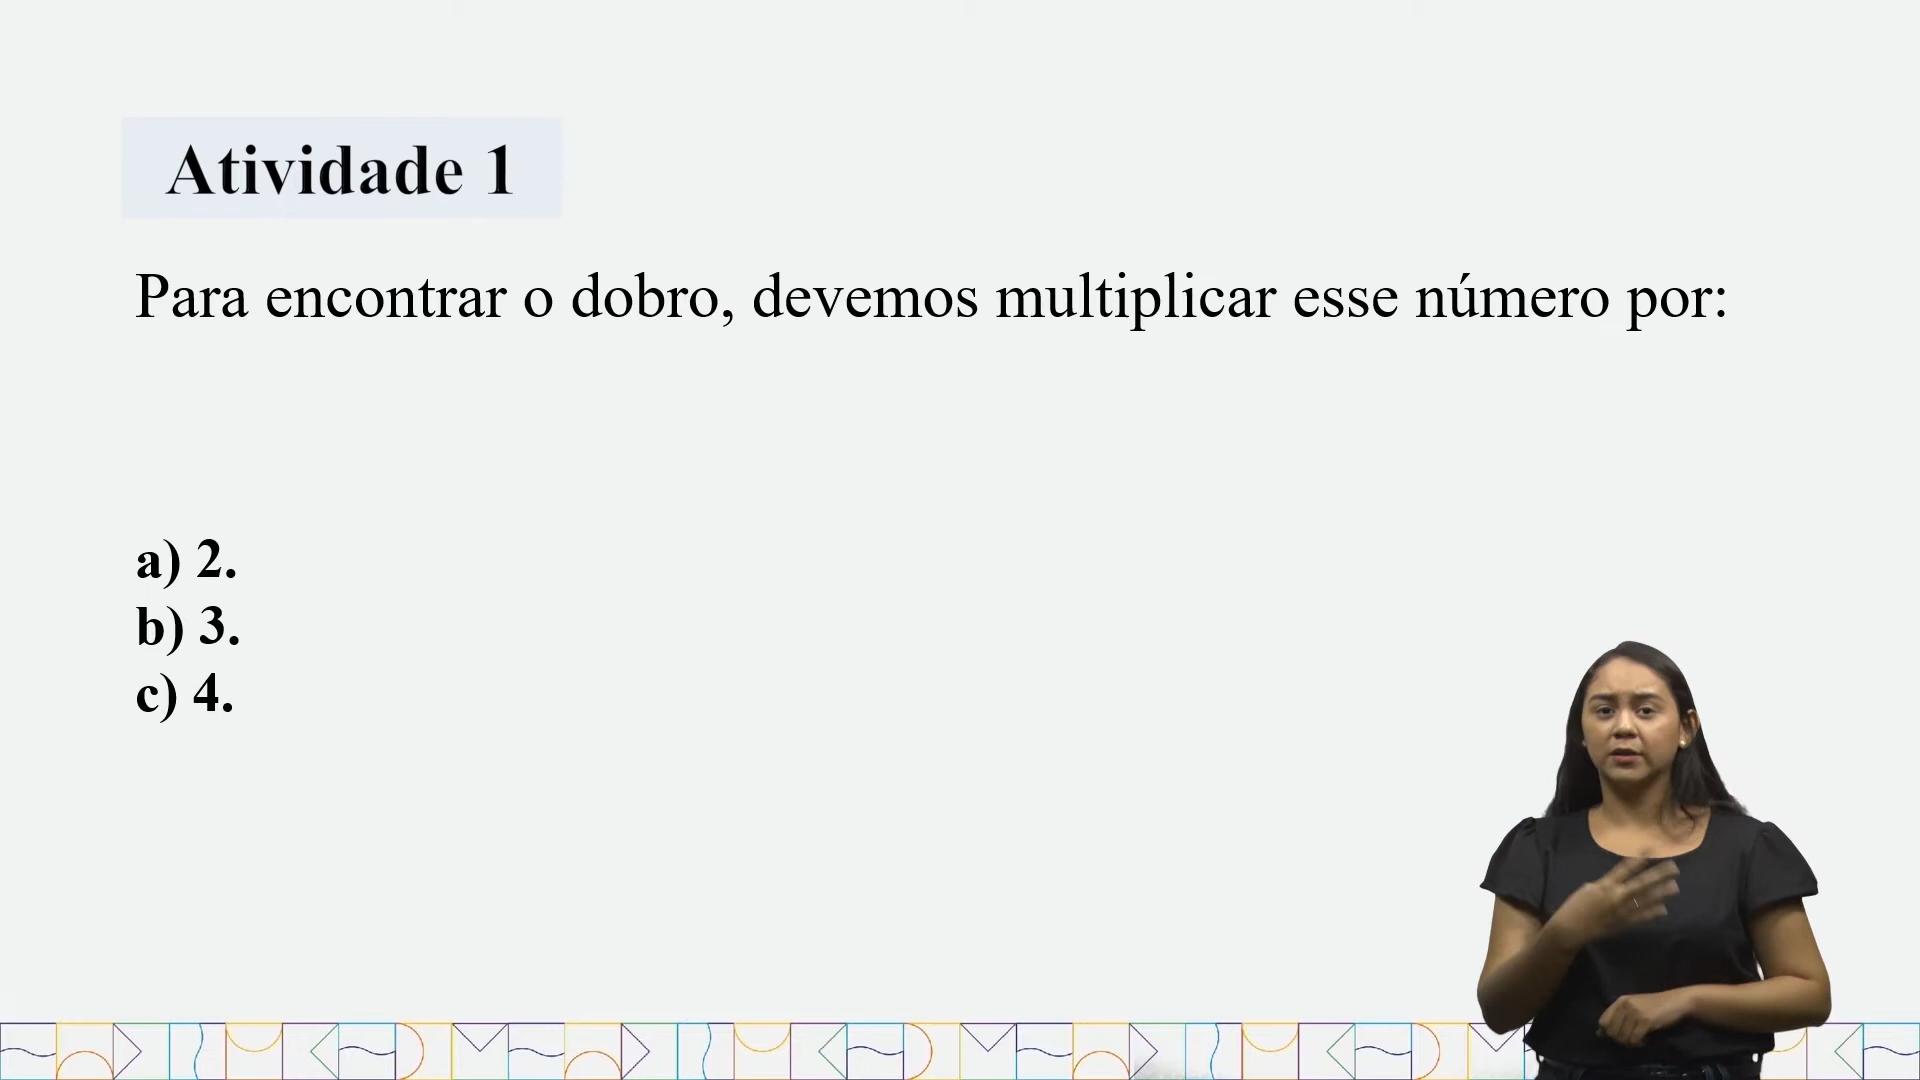 Atividade 1
Para encontrar o dobro, devemos multiplicar esse número por:
a) 2.
b) 3.
c) 4.